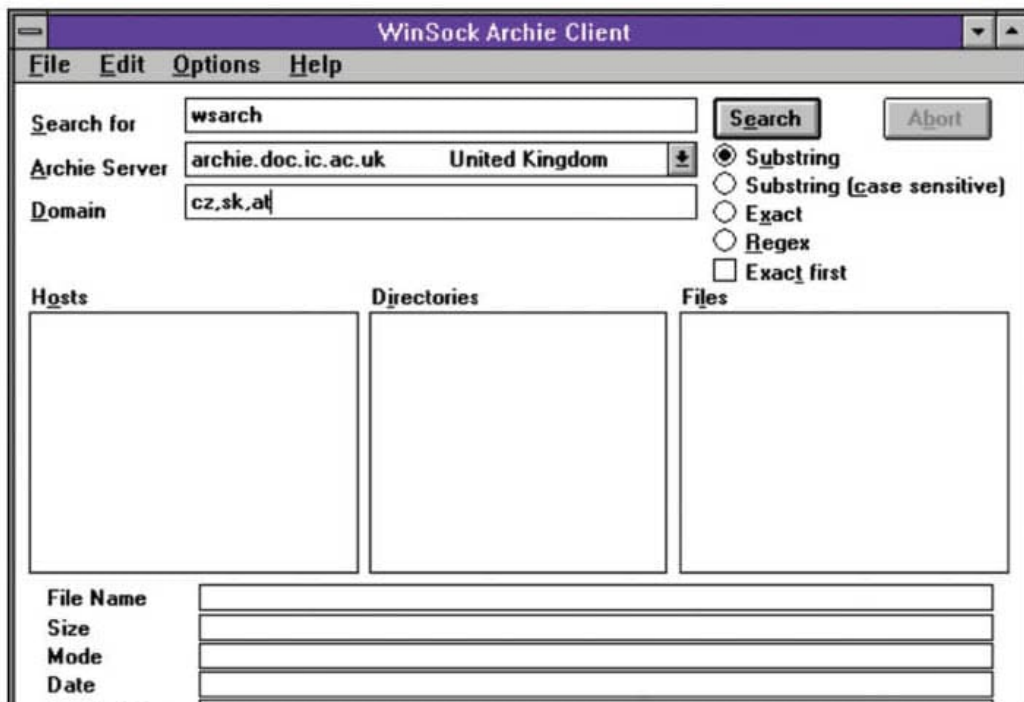 WinSock Archie Client
File Edit Options Help
Search for wsarch Search Abort
Archie Server archie.doc.ic.ac.uk United Kingdom
Domain cz,sk,at
Substring
Substring (case sensitive)
Exact
Regex
Exact first
Hosts Directories Files
File Name
Size
Mode
Date